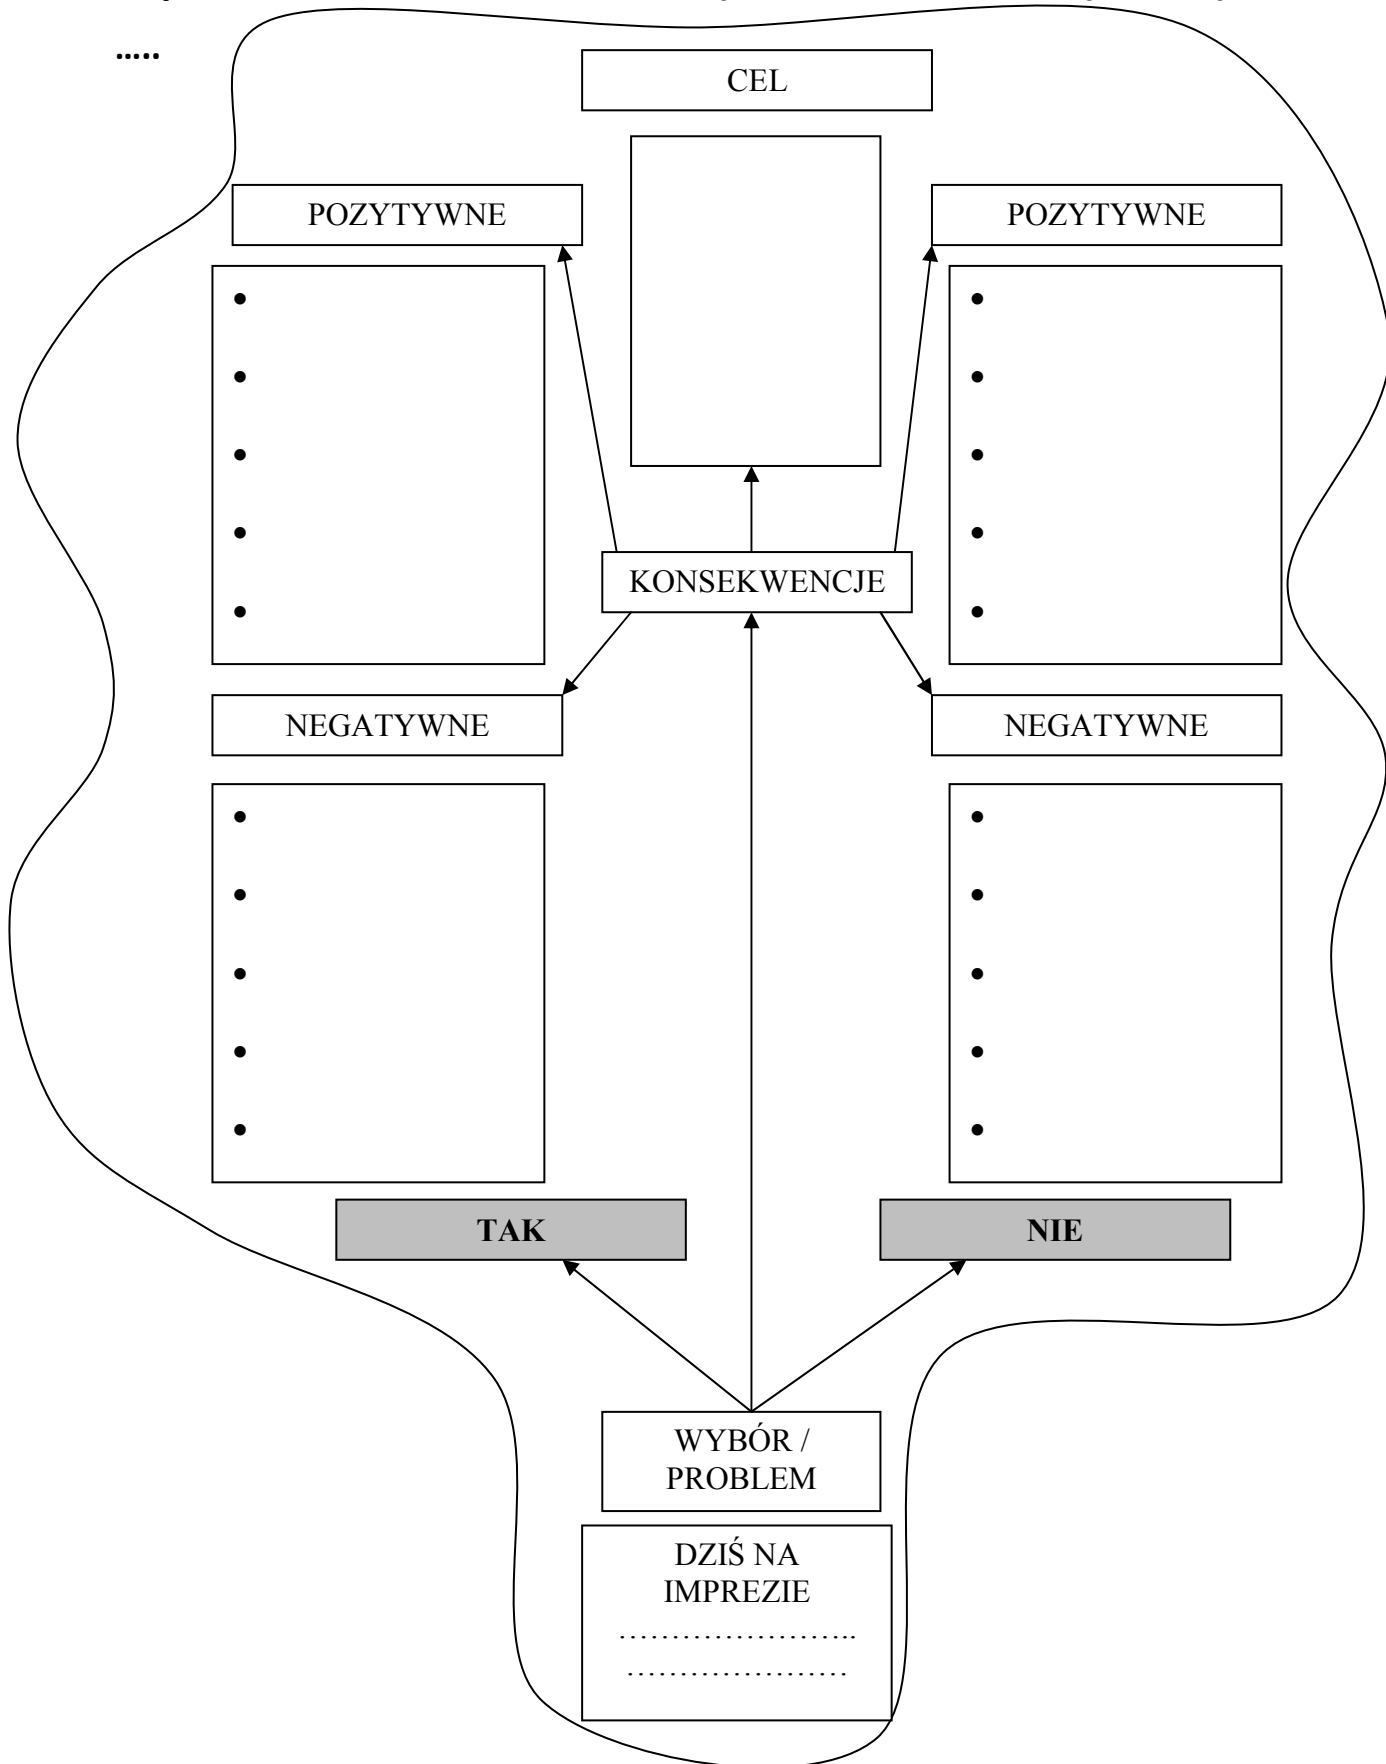 .....
CEL
POZYTYWNE
POZYTYWNE
•
•
•
•
•
•
•
•
•
•
KONSEKWENCJE
NEGATYWNE
NEGATYWNE
•
•
•
•
•
•
•
•
•
•
TAK
NIE
WYBÓR /
PROBLEM
DZIŚ NA
IMPREZIE
…………………..
…………………